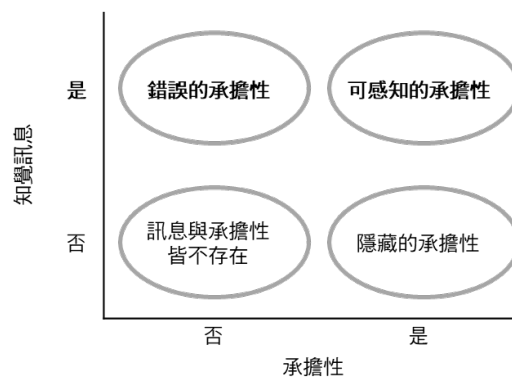 是
錯誤的承擔性
可感知的承擔性
知覺訊息
否
訊息與承擔性
皆不存在
隱藏的承擔性
否
是
承擔性